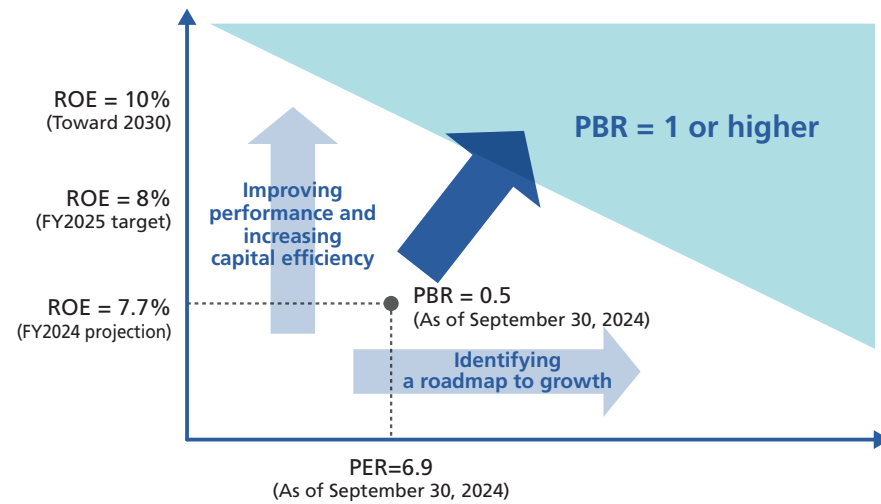 ROE = 10%
(Toward 2030)
ROE = 8%
(FY2025 target)
ROE = 7.7%
(FY2024 projection)
Improving
performance and
increasing
capital efficiency
PBR = 1 or higher
PBR = 0.5
(As of September 30, 2024)
Identifying
a roadmap to growth
PER=6.9
(As of September 30, 2024)